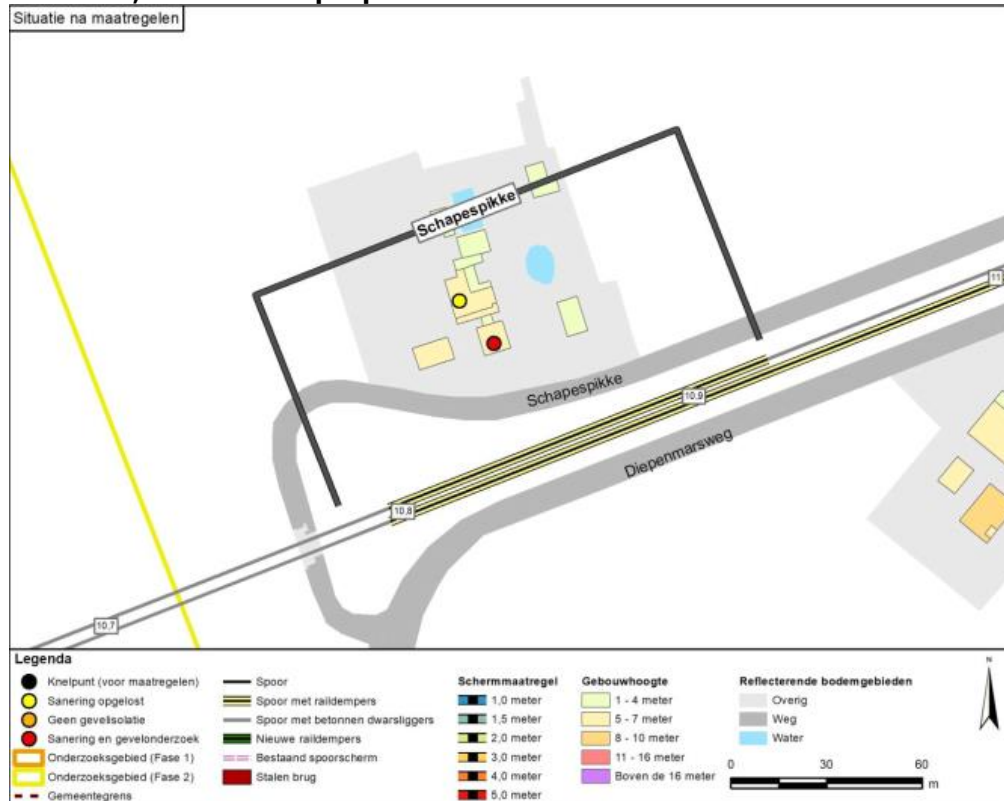 Situatie na maatregelen
Schapespikke
11
Schapespikke
10,9
Diepenmarsweg
10,8
10,7
Legenda
Knelpunt (voor maatregelen)
Sanering opgelost
Geen gevelisolatie
Sanering en gevelonderzoek
Onderzoeksgebied (Fase 1)
Onderzoeksgebied (Fase 2)
Gemeentegrens
Spoor
Spoor met raildempers
Spoor met betonnen dwarsliggers
Nieuwe raildempers
Bestaand spoorscherm
Stalen brug
Schermmaatregel
1,0 meter
1,5 meter
2,0 meter
3,0 meter
4,0 meter
5,0 meter
Gebouwhoogte
1 - 4 meter
5 - 7 meter
8 - 10 meter
11 - 16 meter
Boven de 16 meter
Reflecterende bodemgebieden
Overig
Weg
Water
N
0 30 60
m